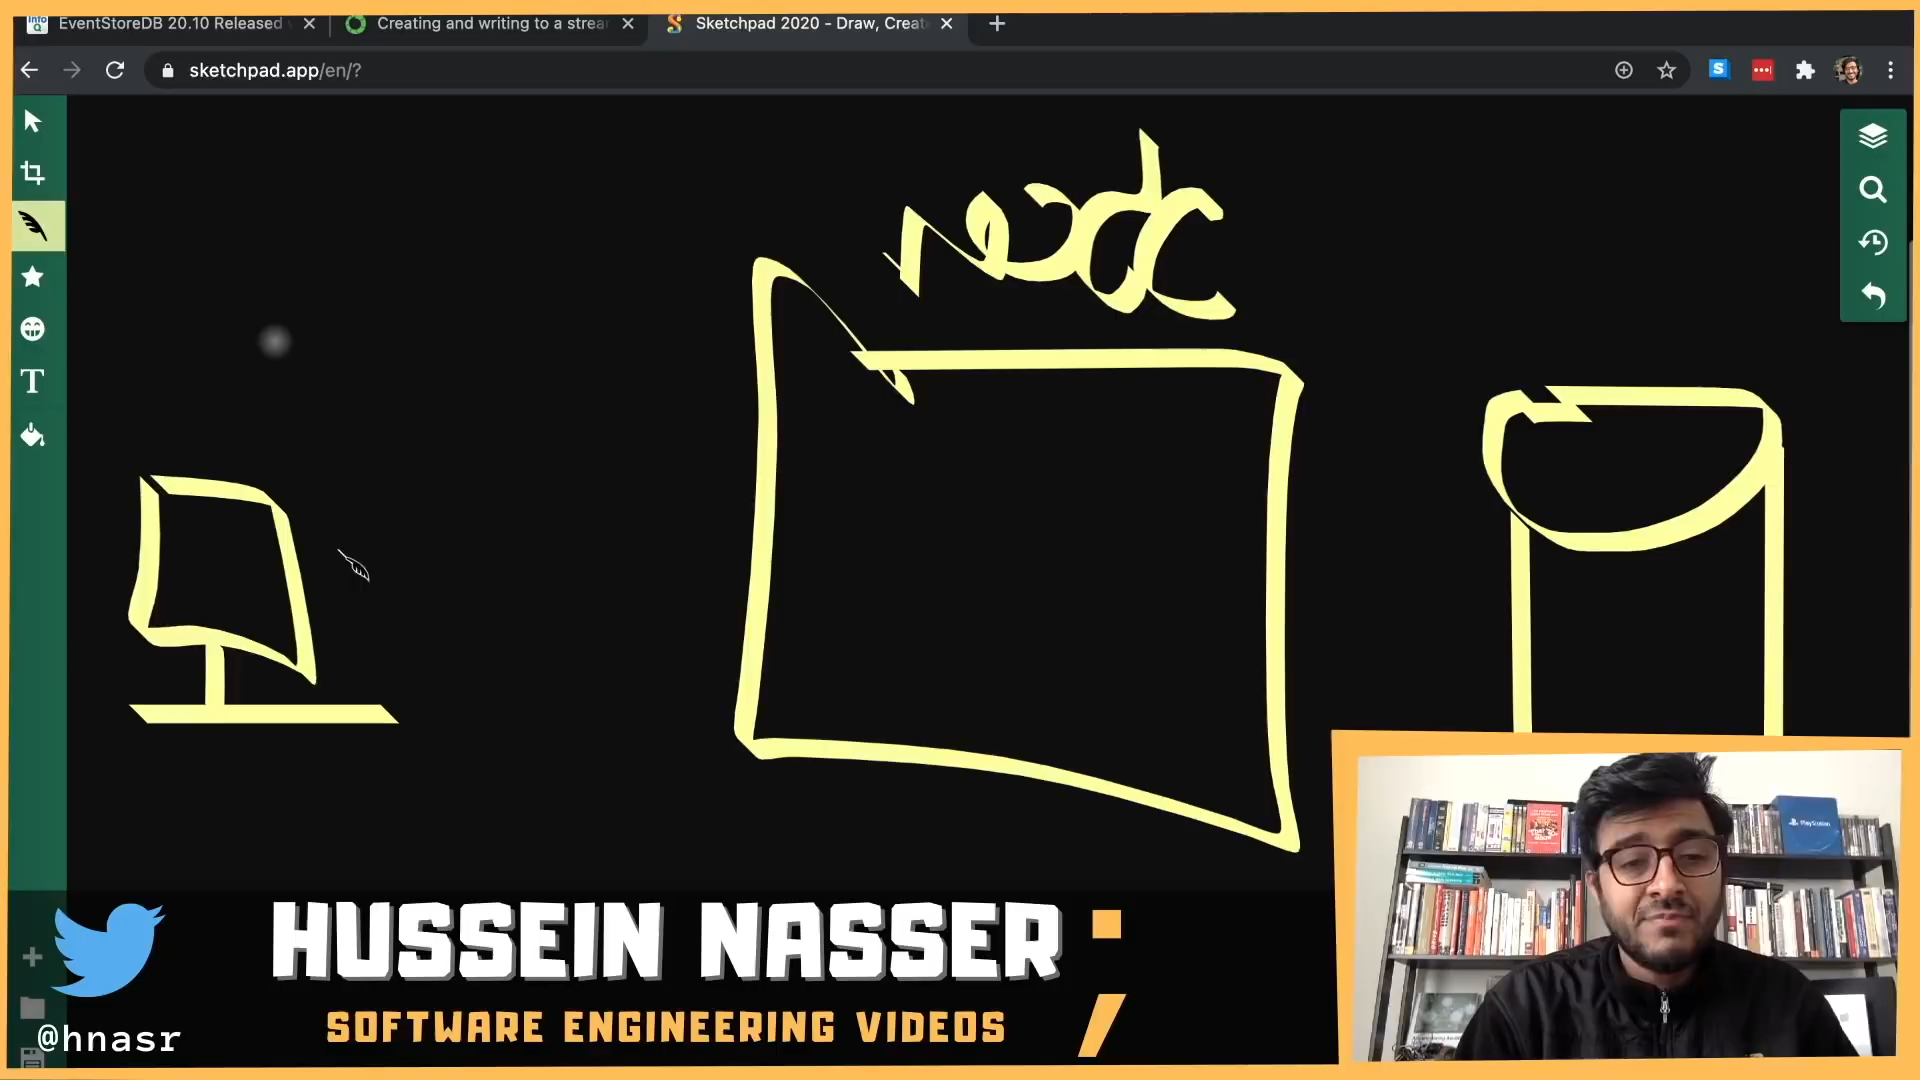 EventStoreDB 20.10 Released
Creating and writing to a strea
Sketchpad 2020 - Draw, Creat
sketchpad.app/en/?
node
T
PlayStation
HUSSEIN NASSER;
SOFTWARE ENGINEERING VIDEOS
@hnasr